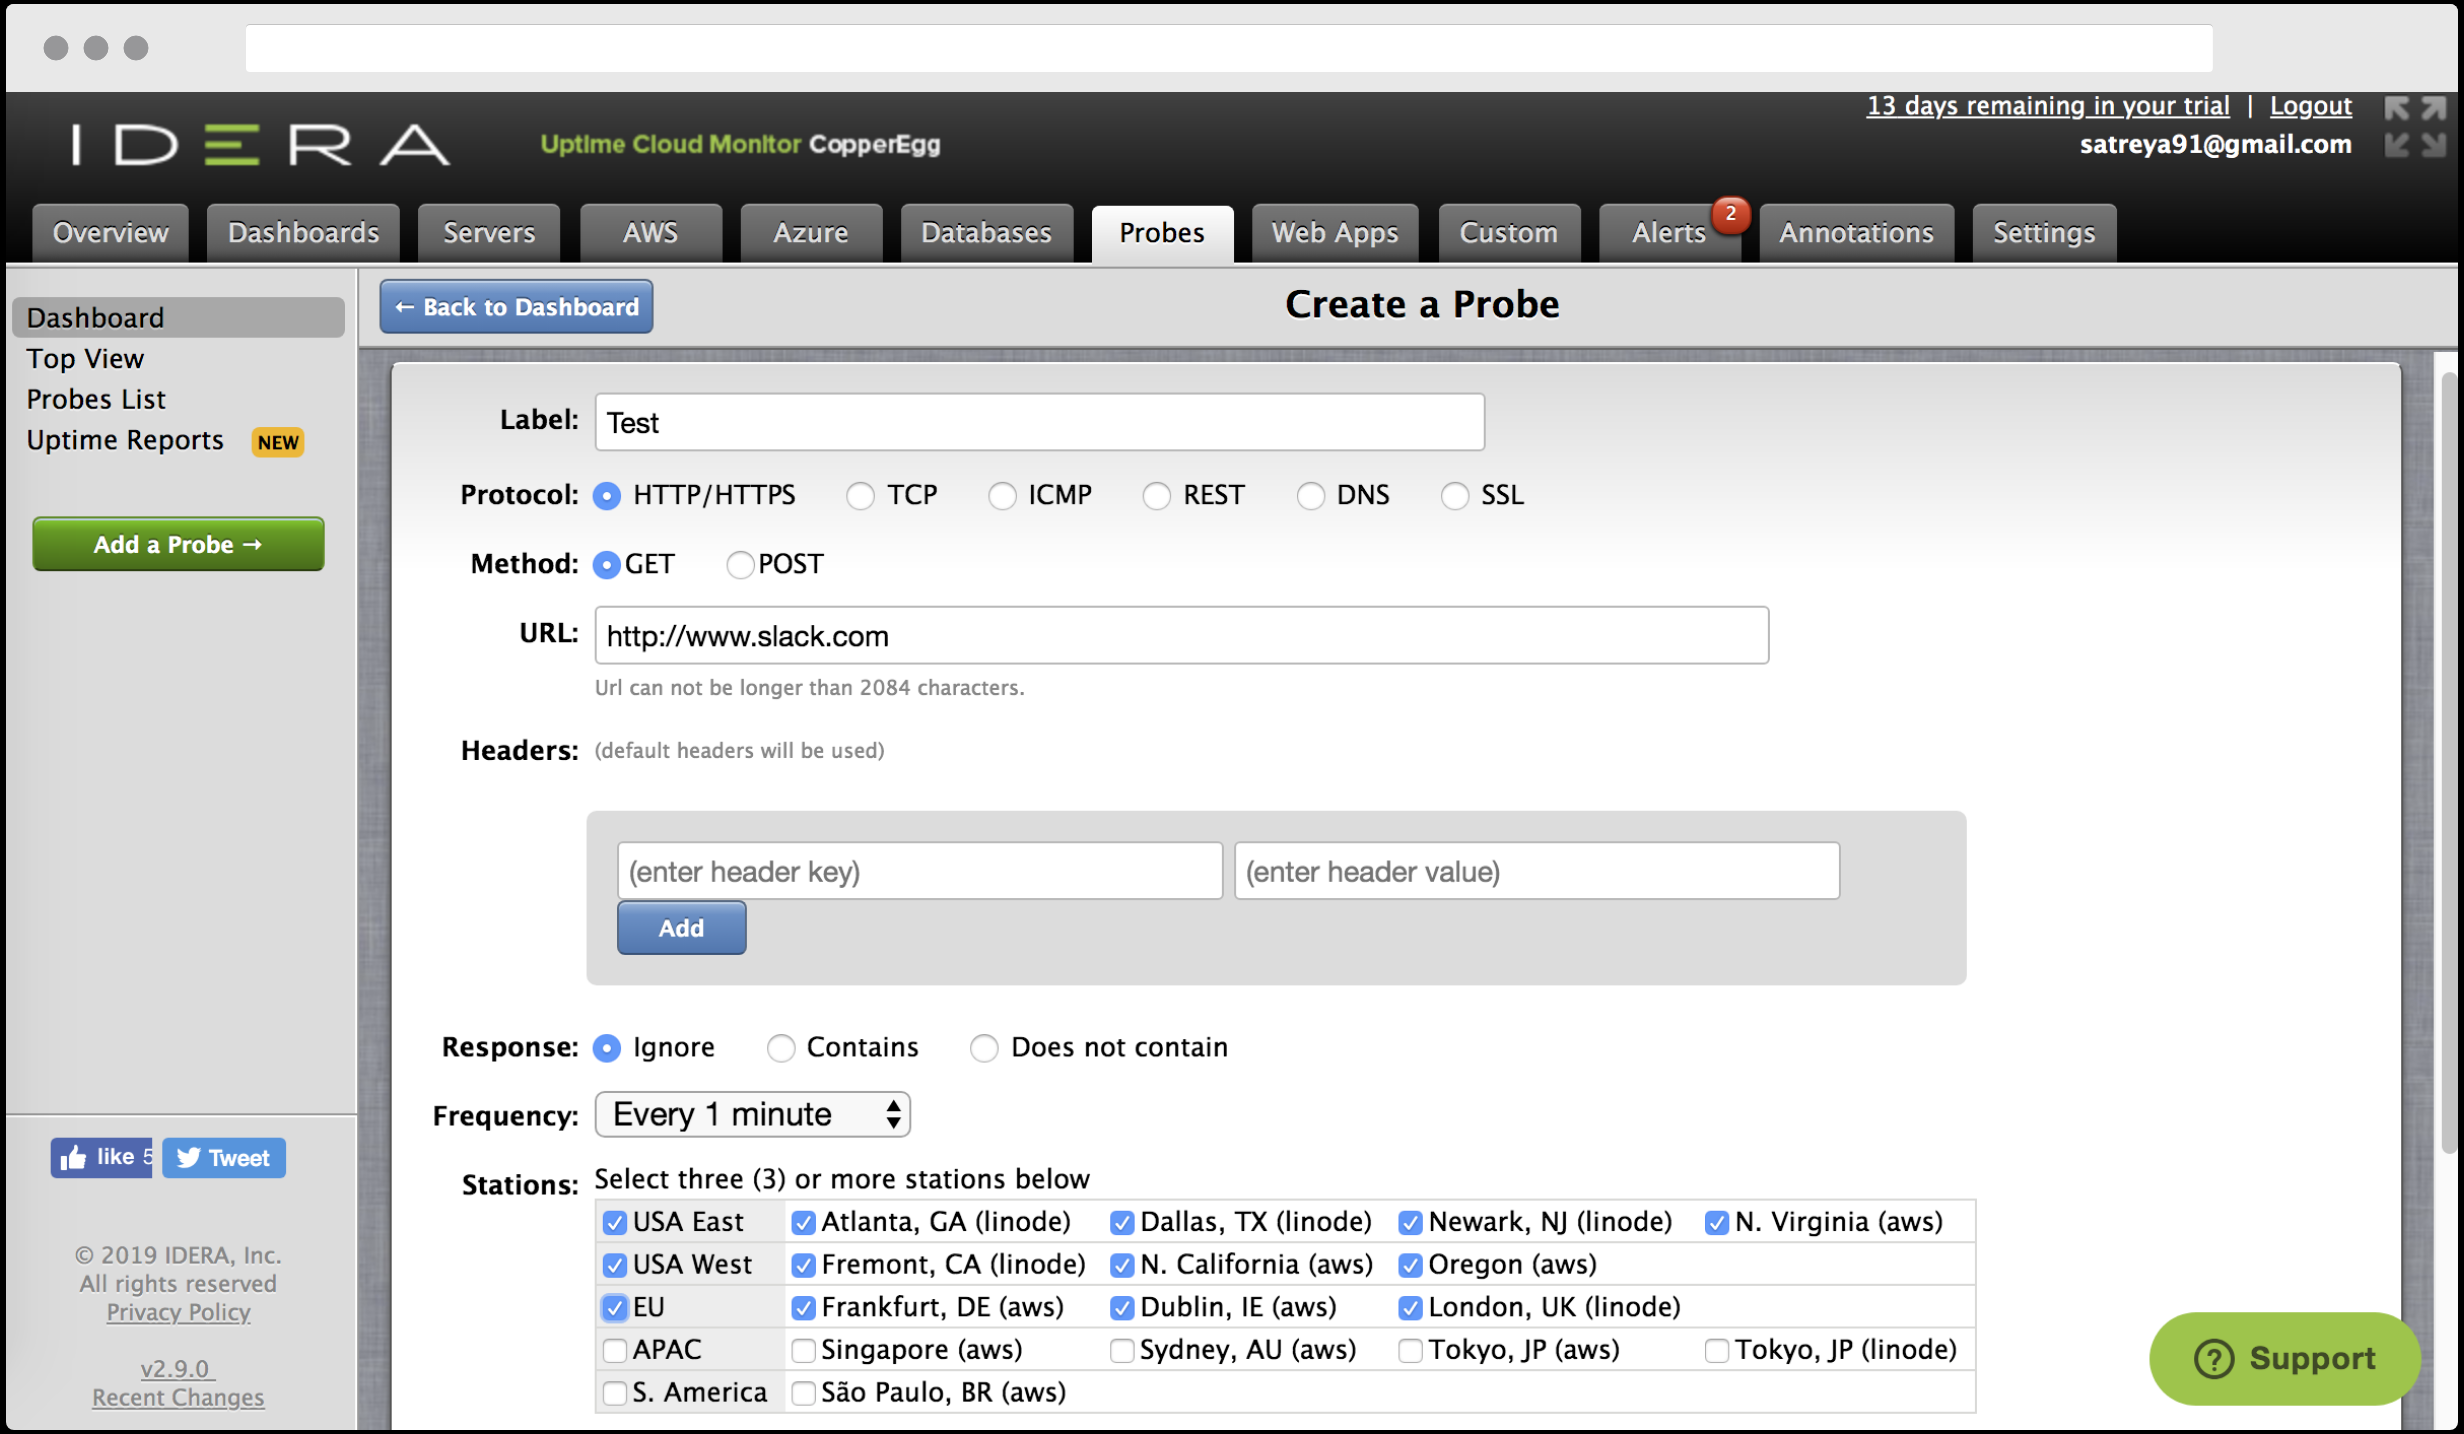 13 days remaining in your trial | Logout
IDERA Uptime Cloud Monitor CopperEgg
satreya91@gmail.com
Overview Dashboards Servers AWS Azure Databases Probes Web Apps Custom Alerts 2 Annotations Settings
← Back to Dashboard
Create a Probe
Dashboard
Top View
Probes List
Uptime Reports NEW
Add a Probe →
Label: Test
Protocol: HTTP/HTTPS TCP ICMP REST DNS SSL
Method: GET POST
URL: http://www.slack.com
Url can not be longer than 2084 characters.
Headers: (default headers will be used)
(enter header key) (enter header value)
Add
Response: Ignore Contains Does not contain
Frequency: Every 1 minute
Stations: Select three (3) or more stations below
USA East Atlanta, GA (linode) Dallas, TX (linode) Newark, NJ (linode) N. Virginia (aws)
USA West Fremont, CA (linode) N. California (aws) Oregon (aws)
EU Frankfurt, DE (aws) Dublin, IE (aws) London, UK (linode)
APAC Singapore (aws) Sydney, AU (aws) Tokyo, JP (aws) Tokyo, JP (linode)
S. America São Paulo, BR (aws)
like 5 Tweet
© 2019 IDERA, Inc.
All rights reserved
Privacy Policy
v2.9.0
Recent Changes
? Support